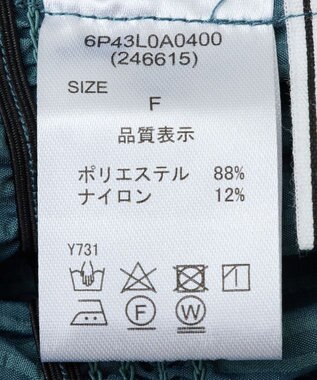 6P43L0A0400
(246615)
SIZE
F
品質表示
ポリエステル 88%
ナイロン 12%
Y731
F W